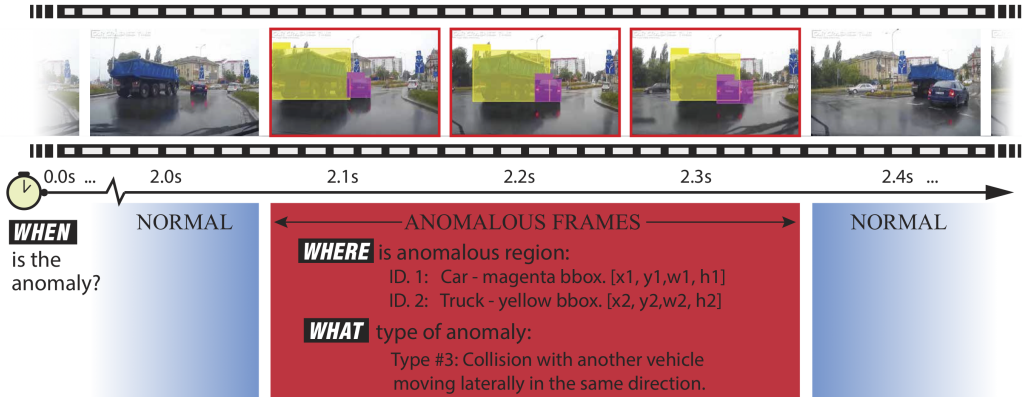 0.0s ... 2.0s 2.1s 2.2s 2.3s 2.4s ...
WHEN
is the
anomaly?
NORMAL
ANOMALOUS FRAMES
WHERE is anomalous region:
ID. 1: Car - magenta bbox. [x1, y1,w1, h1]
ID. 2: Truck - yellow bbox. [x2, y2,w2, h2]
WHAT type of anomaly:
Type #3: Collision with another vehicle
moving laterally in the same direction.
NORMAL